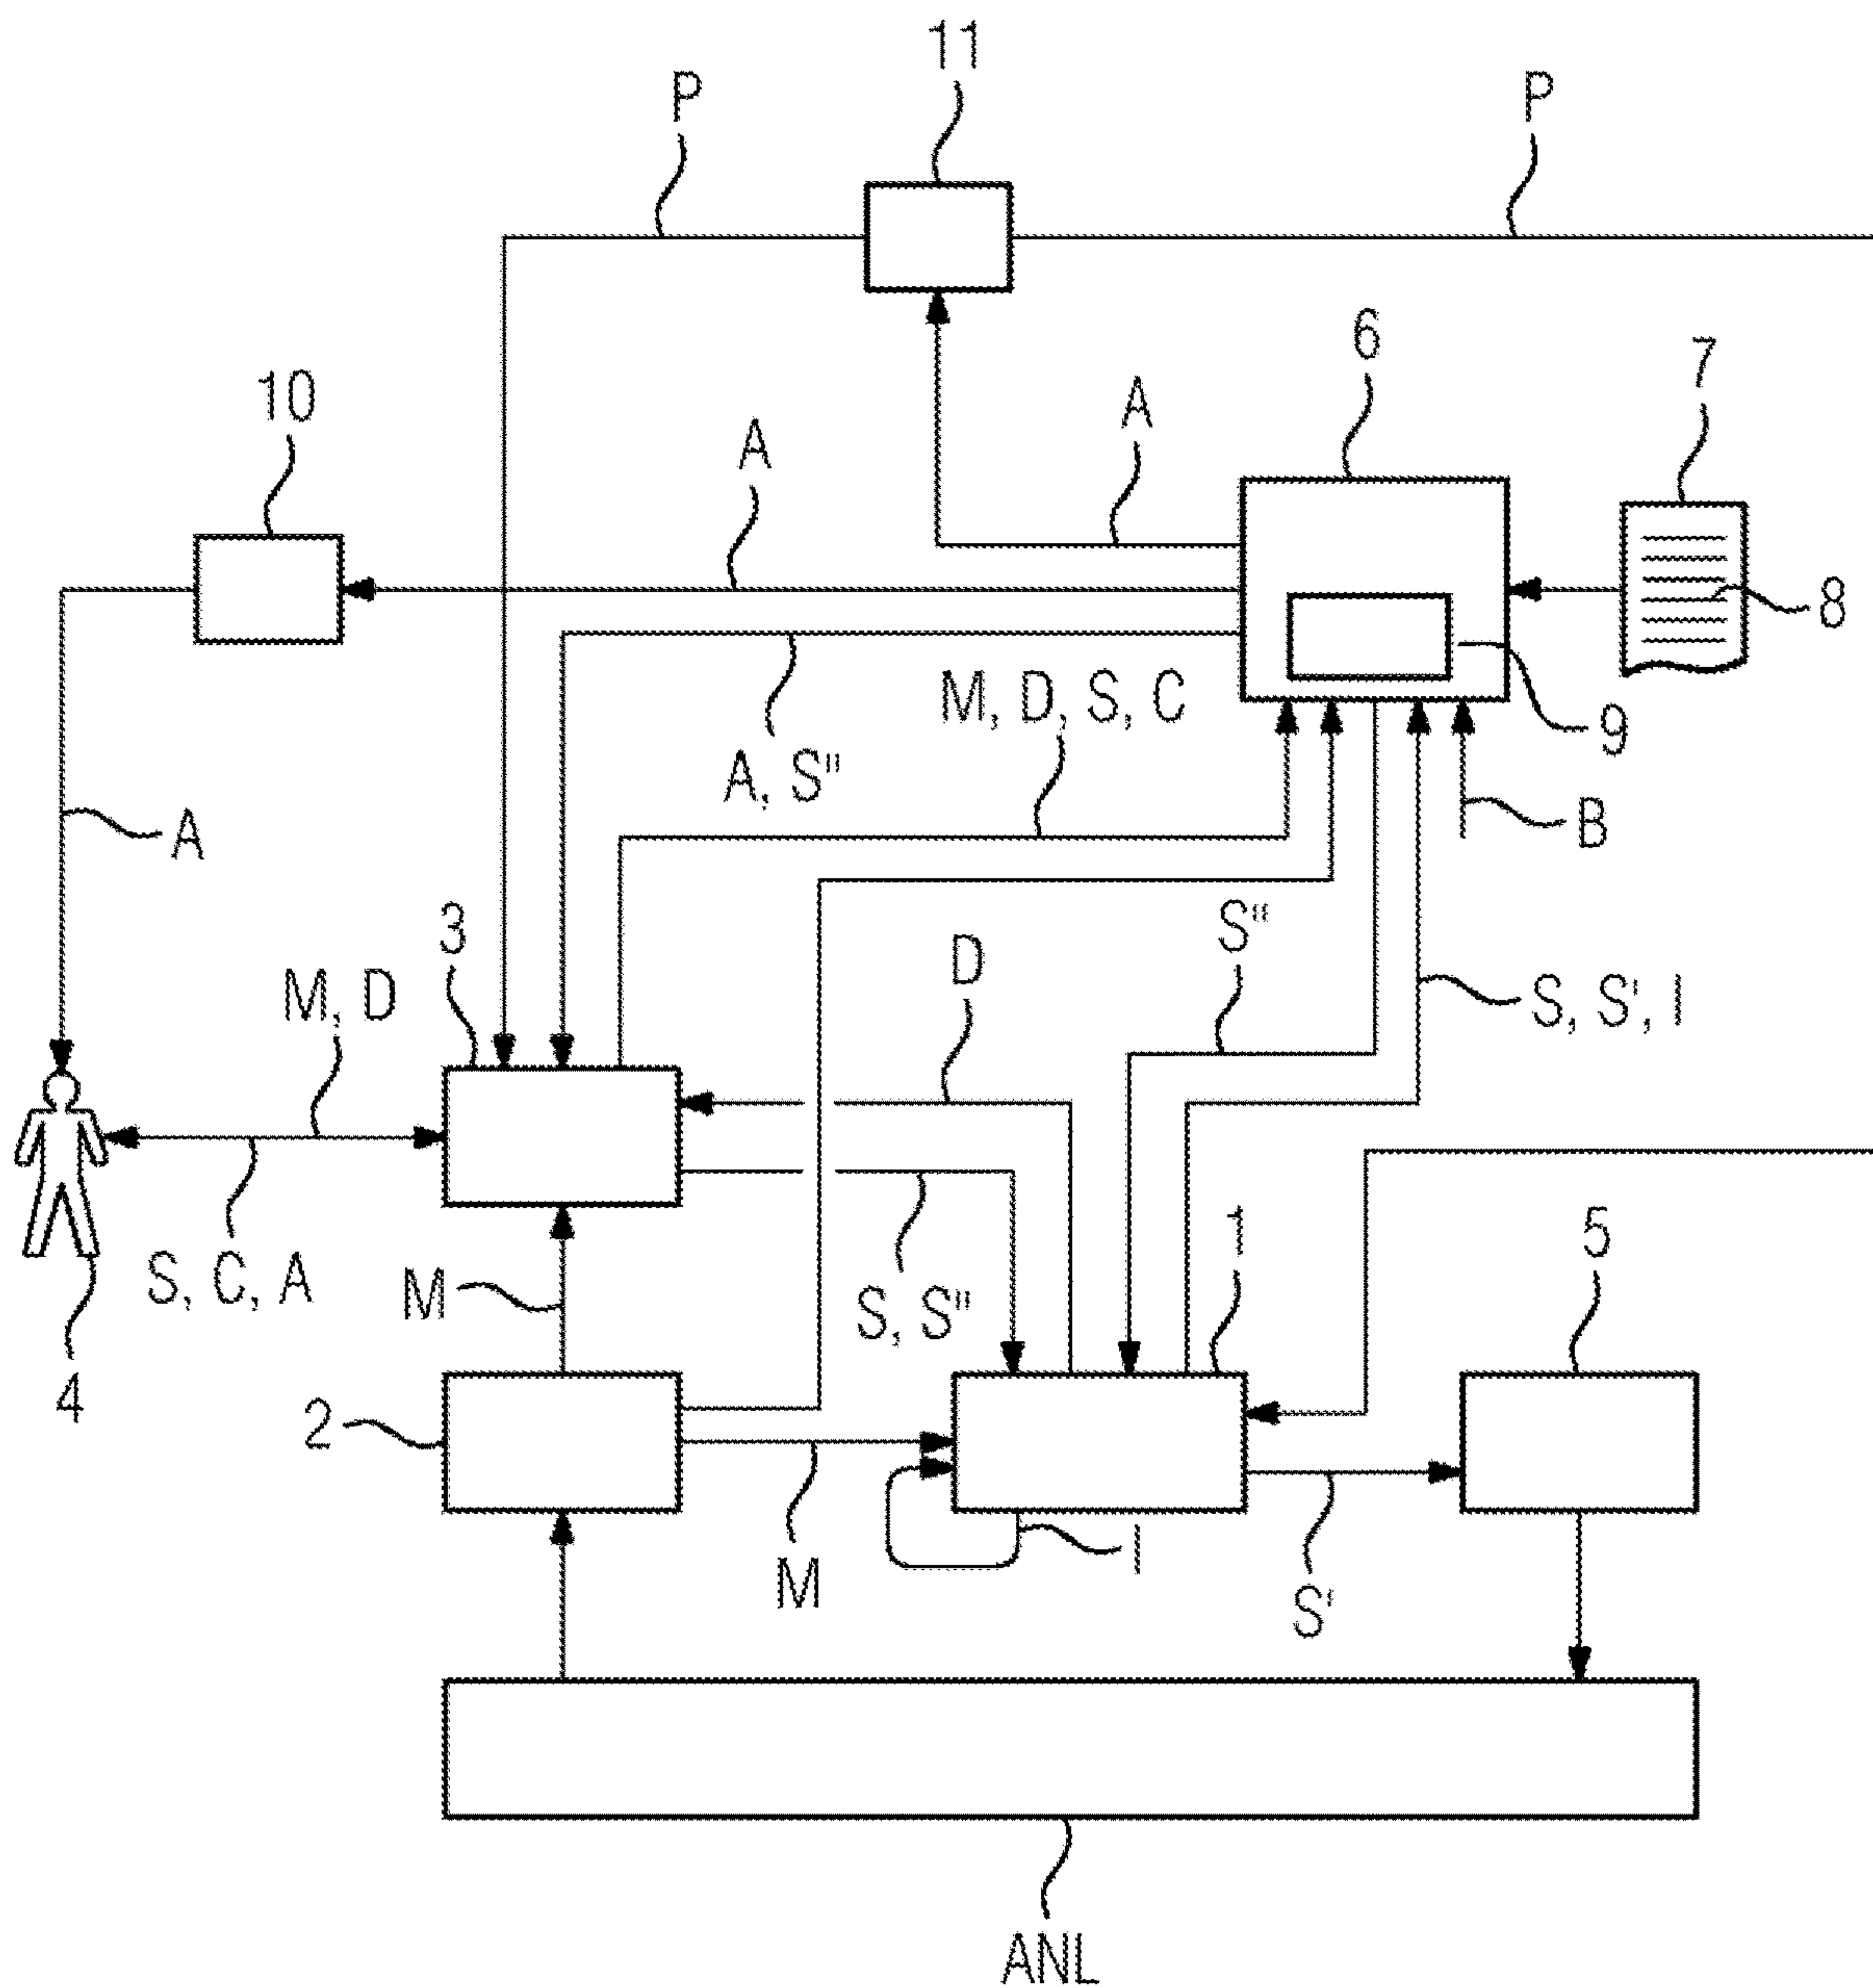 11
P
P
6
7
10
A
A
8
M, D, S, C
9
A, S"
B
A
3
S"
D
M, D
S, S', I
1
5
S, C, A
M
S, S"
4
2
M
I
S'
ANL